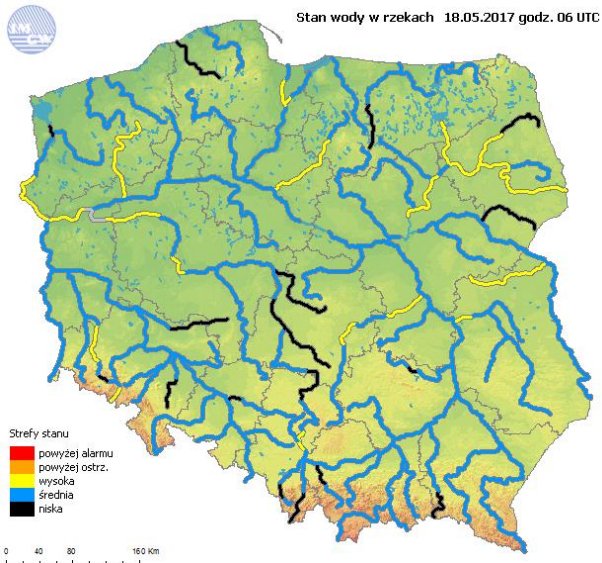 Stan wody w rzekach 18.05.2017 godz. 06 UTC
Strefy stanu
powyżej alarmu
powyżej ostrz.
wysoka
średnia
niska
0 40 80 160 Km